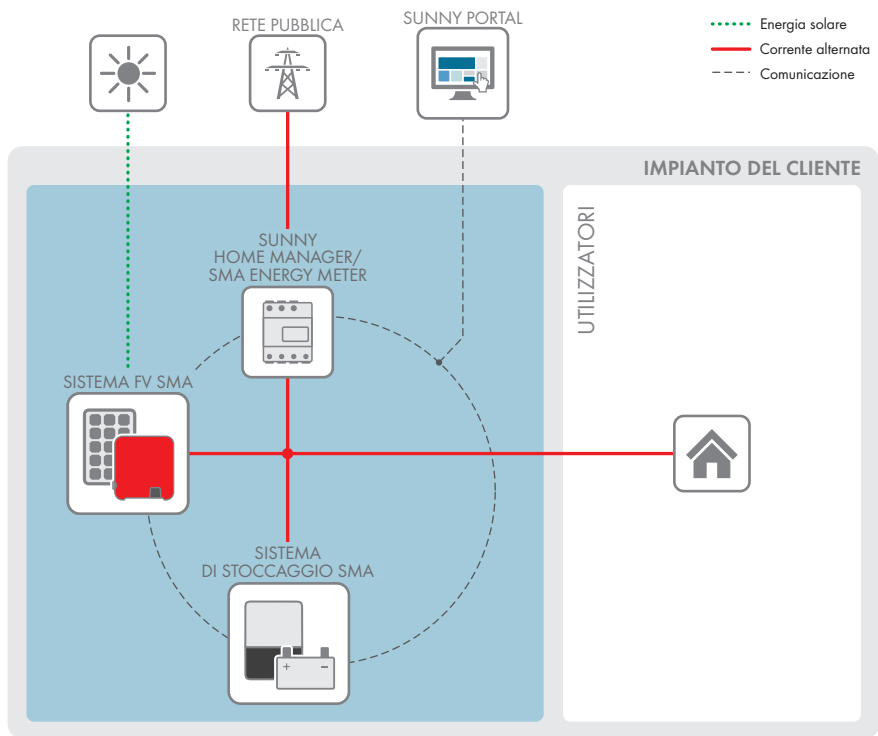 RETE PUBBLICA
SUNNY PORTAL
Energia solare
Corrente alternata
Comunicazione
IMPIANTO DEL CLIENTE
UTILIZZATORI
SUNNY
HOME MANAGER/
SMA ENERGY METER
SISTEMA FV SMA
SISTEMA
DI STOCCAGGIO SMA
+ −